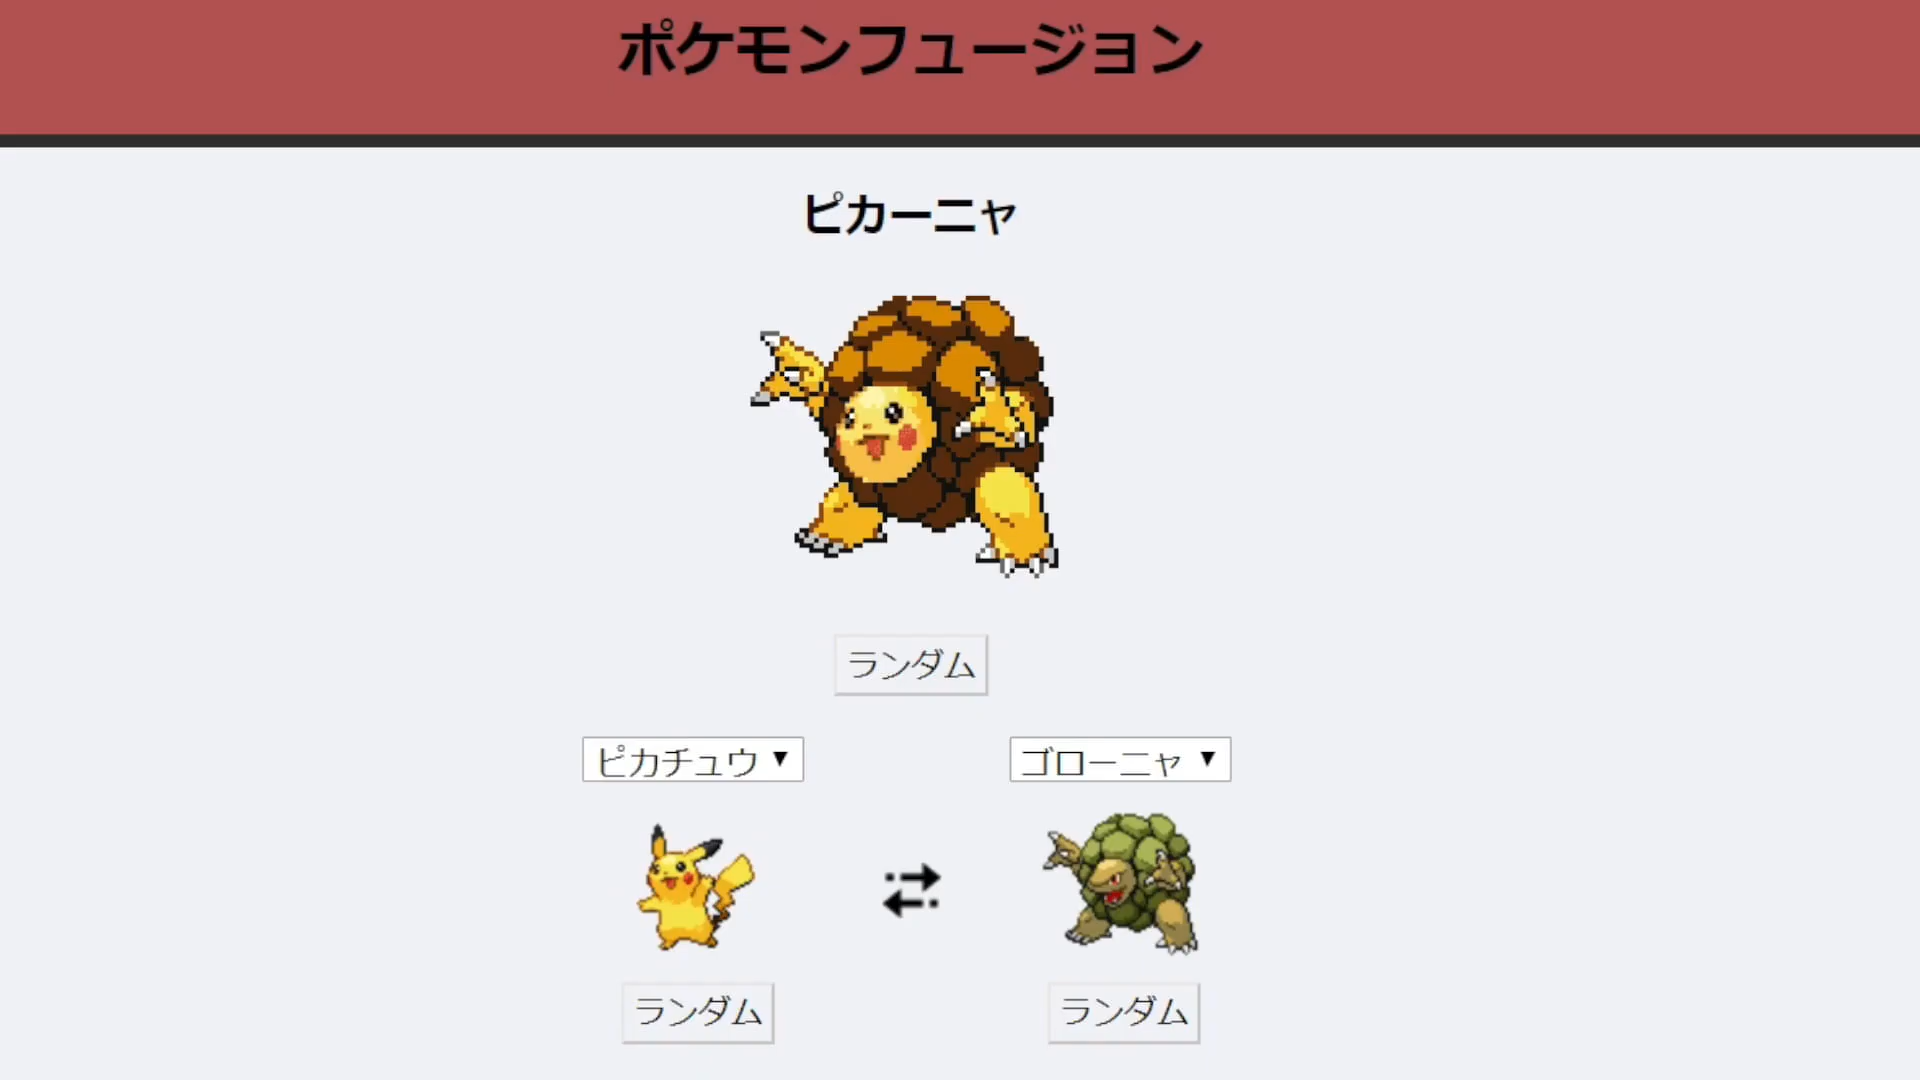 ポケモンフュージョン
ピカーニャ
ランダム
ピカチュウ ▼
ゴローニャ ▼
ランダム
ランダム